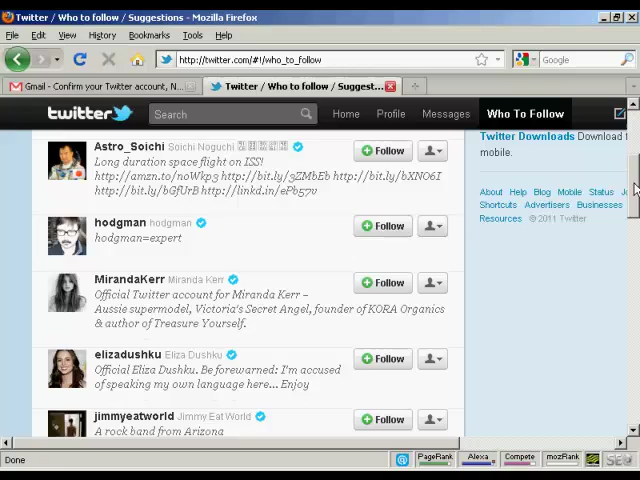 Twitter / Who to follow / Suggestions - Mozilla Firefox
File Edit View History Bookmarks Tools Help
http://twitter.com/#!/who_to_follow
Google
Gmail - Confirm your Twitter account, N...
Twitter / Who to follow / Suggest...
twitter
Search
Home Profile Messages Who To Follow
Astro_Soichi Soichi Noguchi
Follow
Long duration space flight on ISS!
http://amzn.to/noWkp3 http://bit.ly/3ZMbEb http://bit.ly/bXNO6I
http://bit.ly/bGfUrB http://linkd.in/ePb57v
hodgman hodgman
Follow
hodgman=expert
MirandaKerr Miranda Kerr
Follow
Official Twitter account for Miranda Kerr –
Aussie supermodel, Victoria's Secret Angel, founder of KORA Organics
& author of Treasure Yourself.
elizadushku Eliza Dushku
Follow
Official Eliza Dushku. Be forewarned: I'm accused
of speaking my own language here... Enjoy
jimmyeatworld Jimmy Eat World
Follow
A rock band from Arizona
Twitter Downloads Download f
mobile.
About Help Blog Mobile Status J
Shortcuts Advertisers Businesses
Resources © 2011 Twitter
Done
PageRank Alexa Compete mozRank SEO